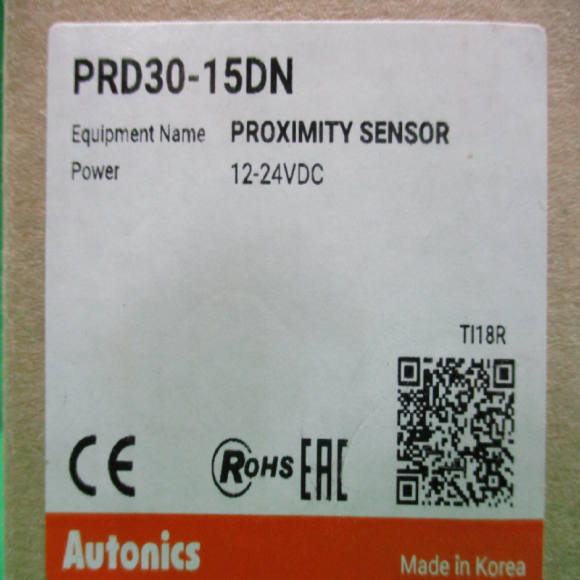 PRD30-15DN
Equipment Name PROXIMITY SENSOR
Power 12-24VDC
TI18R
CE RoHS EAC
Autonics Made in Korea